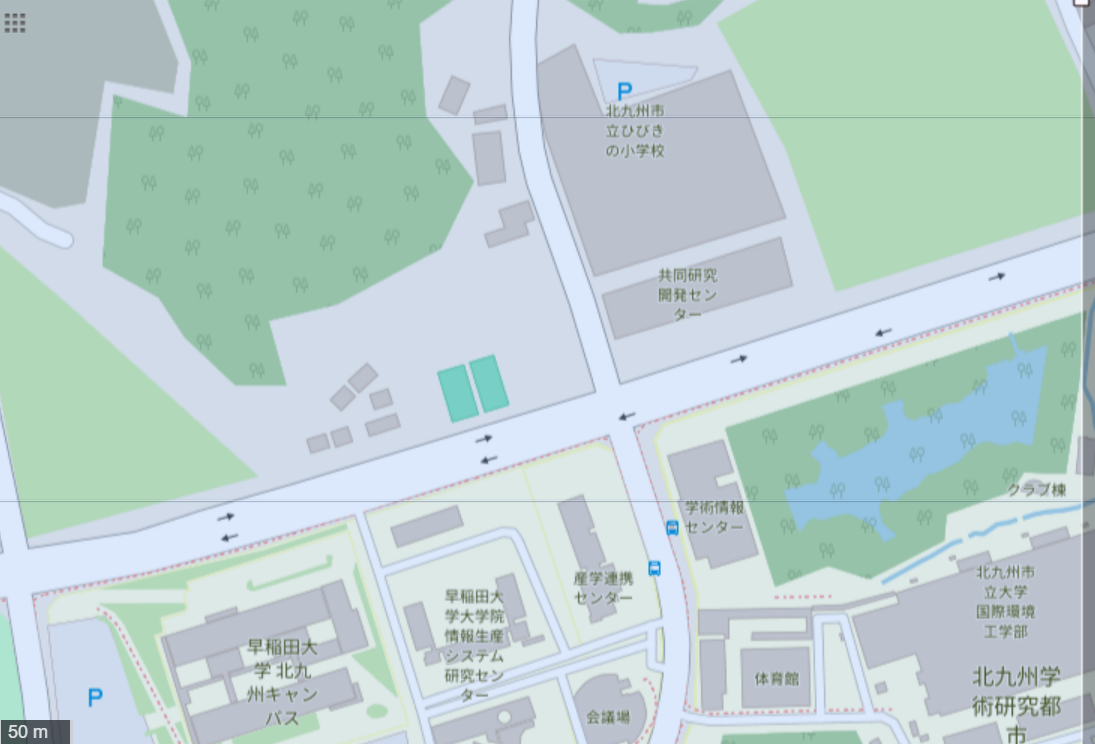 P
北九州市
立ひびき
の小学校
共同研究
開発セン
ター
クラブ棟
学術情報
センター
産学連携
センター
北九州市
立大学
国際環境
工学部
早稲田大
学大学院
情報生産
システム
研究セン
ター
早稲田大
学 北九
州キャン
パス
体育館
北九州学
術研究都
市
P
会議場
50 m